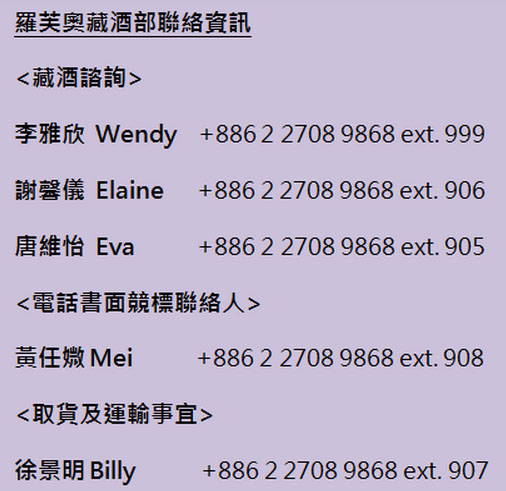 羅芙奧藏酒部聯絡資訊
<藏酒諮詢>
李雅欣 Wendy +886 2 2708 9868 ext. 999
謝馨儀 Elaine +886 2 2708 9868 ext. 906
唐維怡 Eva +886 2 2708 9868 ext. 905
<電話書面競標聯絡人>
黃任媺 Mei +886 2 2708 9868 ext. 908
<取貨及運輸事宜>
徐景明 Billy +886 2 2708 9868 ext. 907